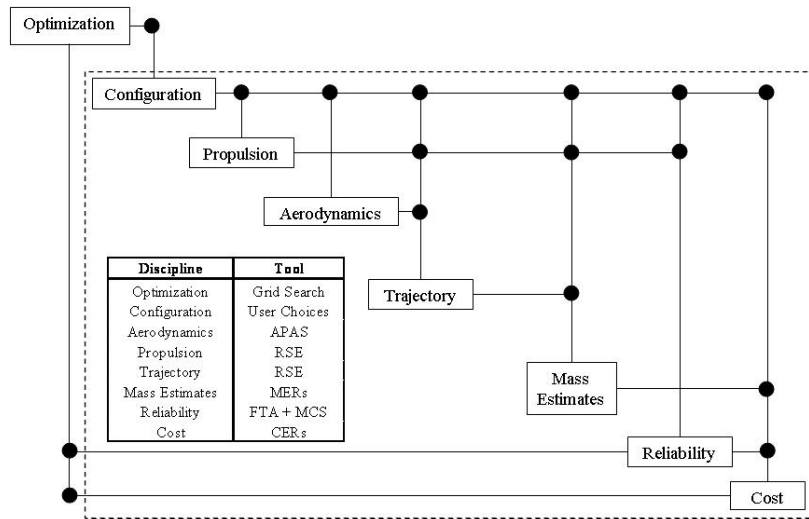 Optimization
Configuration
Propulsion
Aerodynamics
Discipline Tool
Optimization Grid Search
Configuration User Choices
Aerodynamics APAS
Propulsion RSE
Trajectory RSE
Mass Estimates MERs
Reliability FTA + MCS
Cost CERs
Trajectory
Mass
Estimates
Reliability
Cost